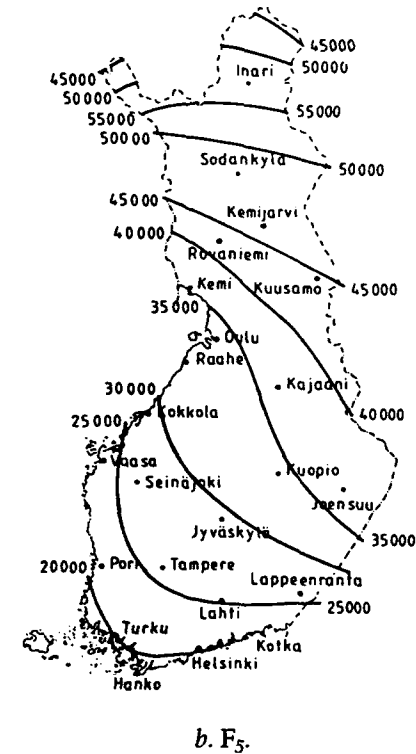 45000
50000
Inari
45000
50000
55000
55000
50000
Sodankylä
50000
45000
Kemijarvi
40000
Rovaniemi
Kuusamo
45000
Kemi
35000
Oulu
Raahe
Kajaani
30000
40000
25000
Kokkola
Vaasa
Kuopio
Seinäjoki
Joensuu
Jyväskylä
35000
20000
Pori
Tampere
Lappeenranta
Lahti
25000
Turku
Kotka
Helsinki
Hanko
b. F₅.